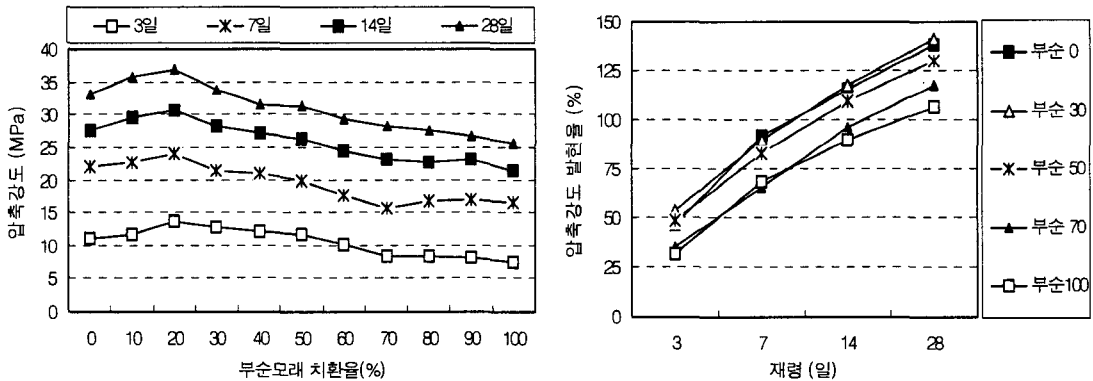 3일 7일 14일 28일
압축강도 (MPa)
40
35
30
25
20
15
10
5
0
0 10 20 30 40 50 60 70 80 90 100
부순모래 치환율(%)
압축강도 발현율 (%)
150
125
100
75
50
25
3 7 14 28
재령 (일)
부순 0
부순 30
부순 50
부순 70
부순100